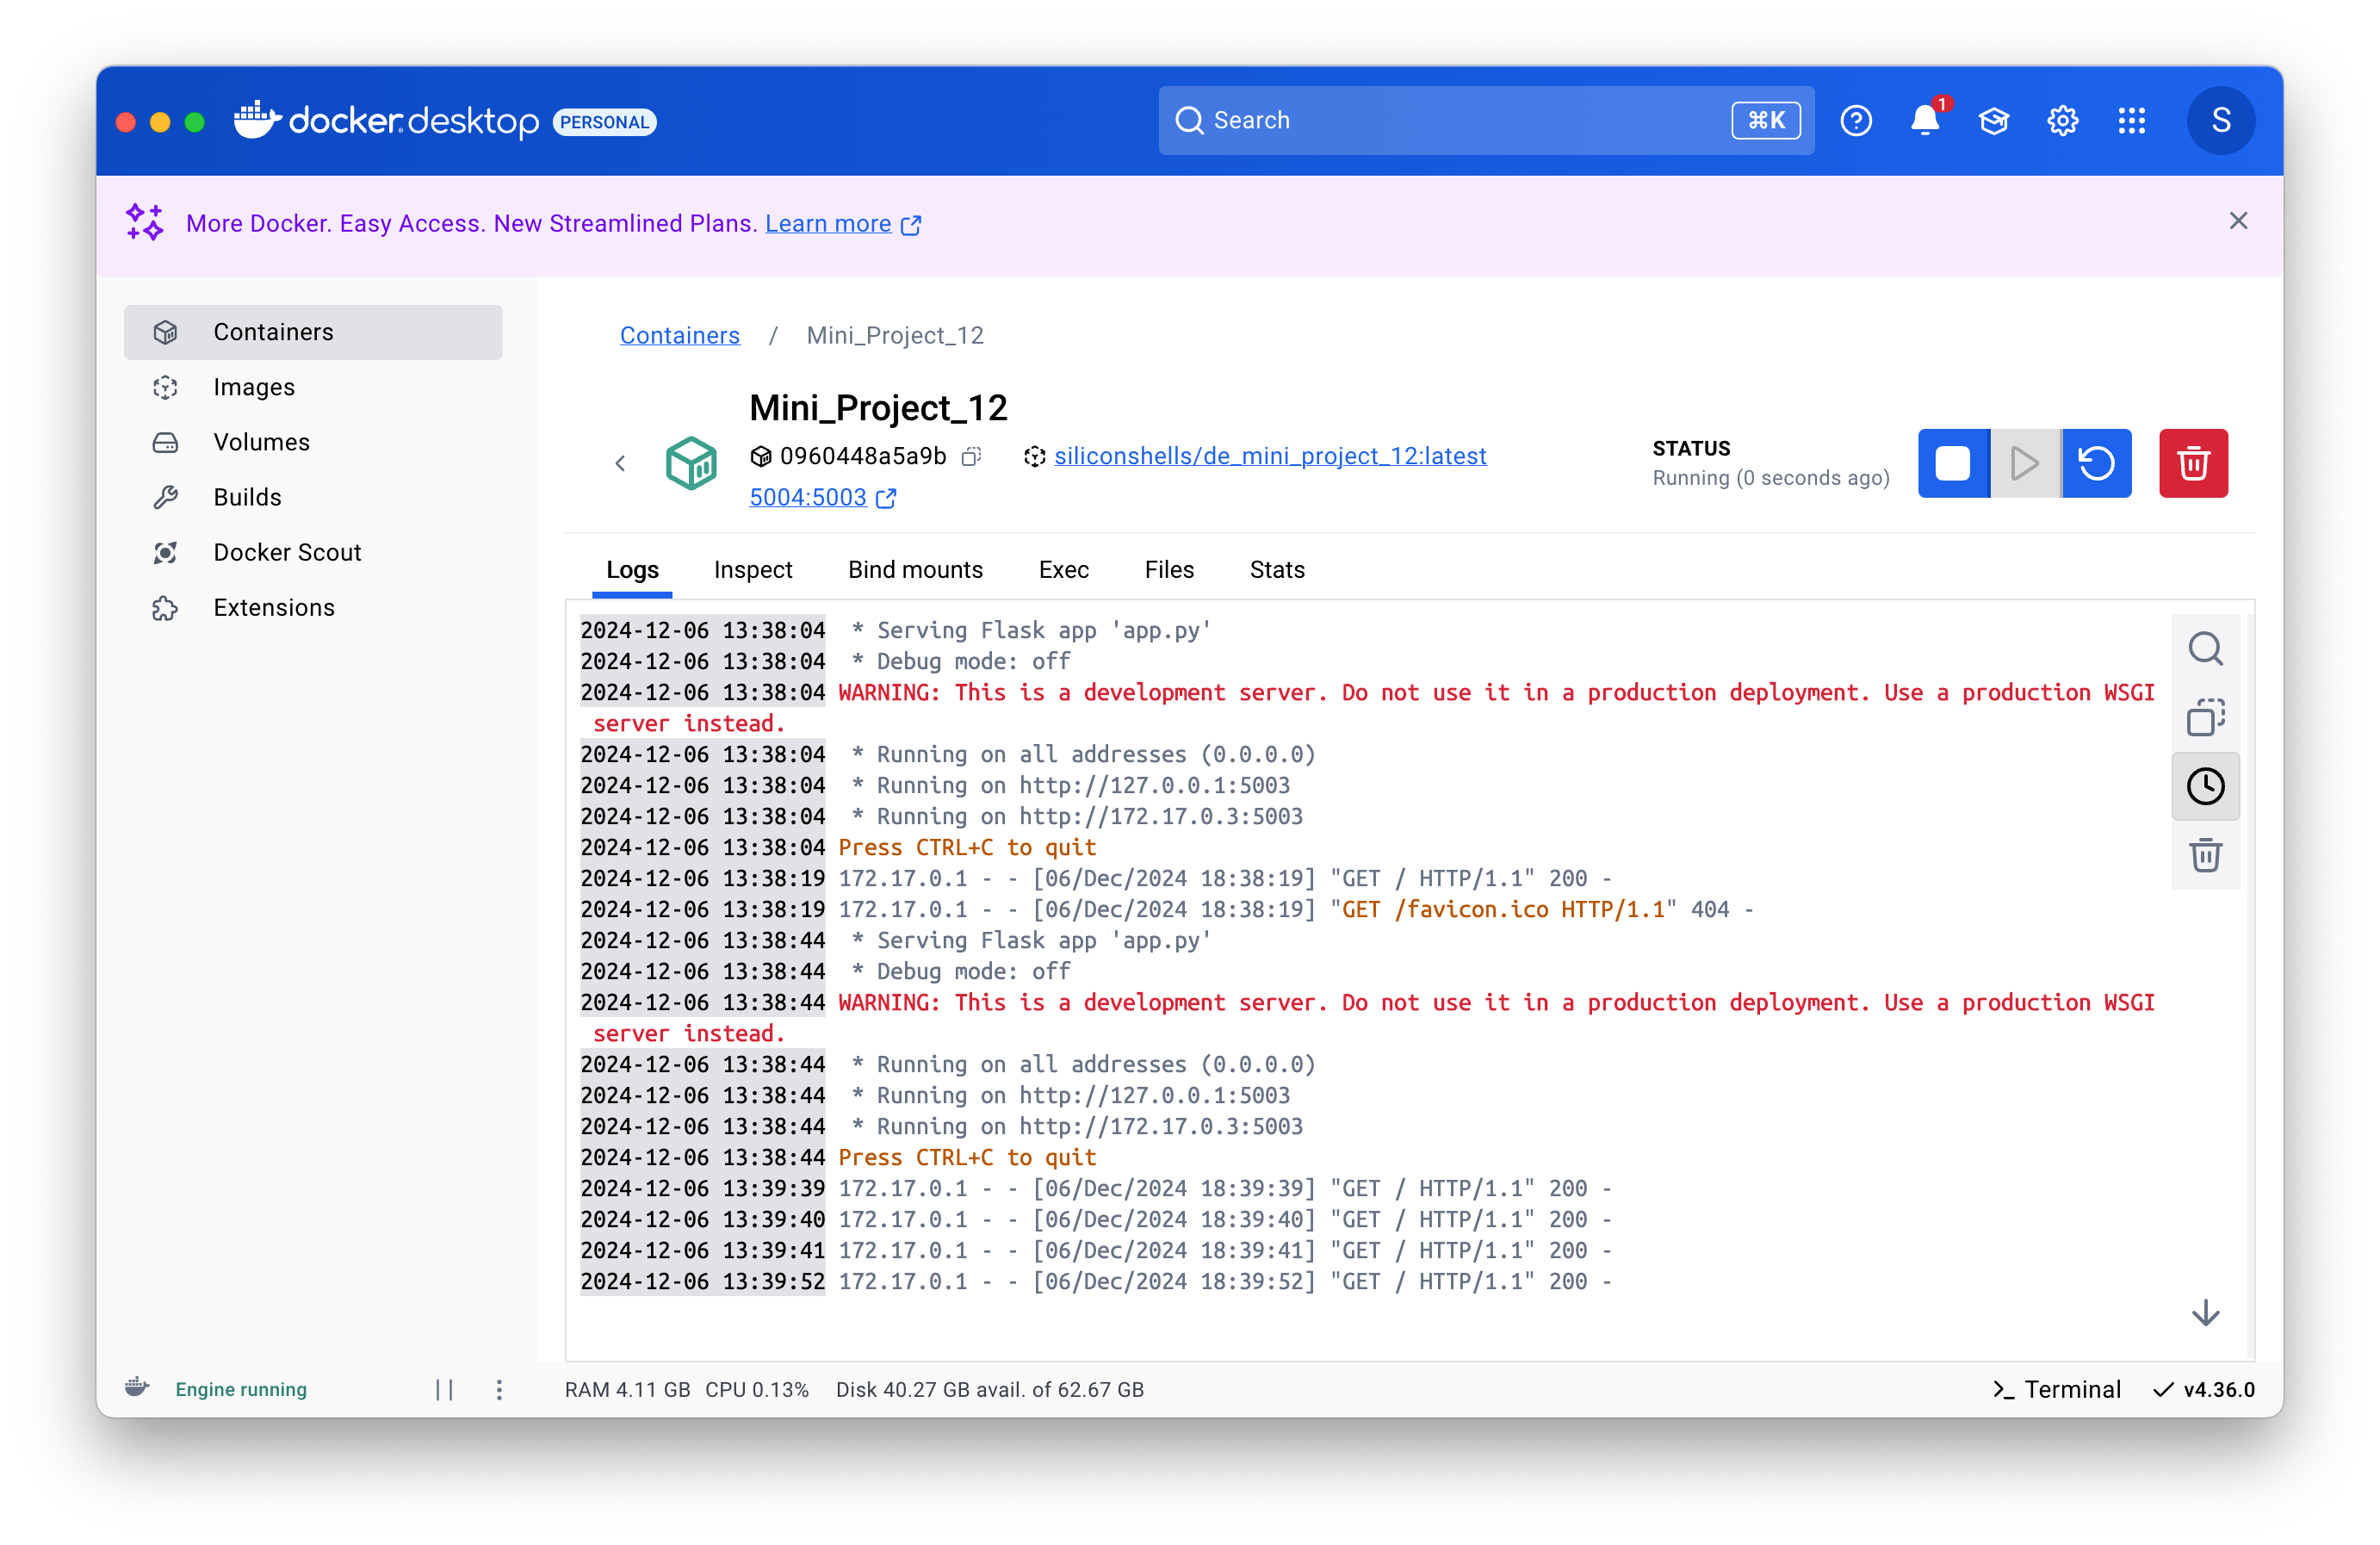 docker desktop PERSONAL
Search
⌘K
1
S
More Docker. Easy Access. New Streamlined Plans. Learn more
Containers
Images
Volumes
Builds
Docker Scout
Extensions
Containers / Mini_Project_12
Mini_Project_12
0960448a5a9b siliconshells/de_mini_project_12:latest
5004:5003
STATUS
Running (0 seconds ago)
Logs Inspect Bind mounts Exec Files Stats
2024-12-06 13:38:04  * Serving Flask app 'app.py'
2024-12-06 13:38:04  * Debug mode: off
2024-12-06 13:38:04 WARNING: This is a development server. Do not use it in a production deployment. Use a production WSGI
server instead.
2024-12-06 13:38:04  * Running on all addresses (0.0.0.0)
2024-12-06 13:38:04  * Running on http://127.0.0.1:5003
2024-12-06 13:38:04  * Running on http://172.17.0.3:5003
2024-12-06 13:38:04 Press CTRL+C to quit
2024-12-06 13:38:19 172.17.0.1 - - [06/Dec/2024 18:38:19] "GET / HTTP/1.1" 200 -
2024-12-06 13:38:19 172.17.0.1 - - [06/Dec/2024 18:38:19] "GET /favicon.ico HTTP/1.1" 404 -
2024-12-06 13:38:44  * Serving Flask app 'app.py'
2024-12-06 13:38:44  * Debug mode: off
2024-12-06 13:38:44 WARNING: This is a development server. Do not use it in a production deployment. Use a production WSGI
server instead.
2024-12-06 13:38:44  * Running on all addresses (0.0.0.0)
2024-12-06 13:38:44  * Running on http://127.0.0.1:5003
2024-12-06 13:38:44  * Running on http://172.17.0.3:5003
2024-12-06 13:38:44 Press CTRL+C to quit
2024-12-06 13:39:39 172.17.0.1 - - [06/Dec/2024 18:39:39] "GET / HTTP/1.1" 200 -
2024-12-06 13:39:40 172.17.0.1 - - [06/Dec/2024 18:39:40] "GET / HTTP/1.1" 200 -
2024-12-06 13:39:41 172.17.0.1 - - [06/Dec/2024 18:39:41] "GET / HTTP/1.1" 200 -
2024-12-06 13:39:52 172.17.0.1 - - [06/Dec/2024 18:39:52] "GET / HTTP/1.1" 200 -
Engine running
RAM 4.11 GB CPU 0.13% Disk 40.27 GB avail. of 62.67 GB
Terminal
v4.36.0